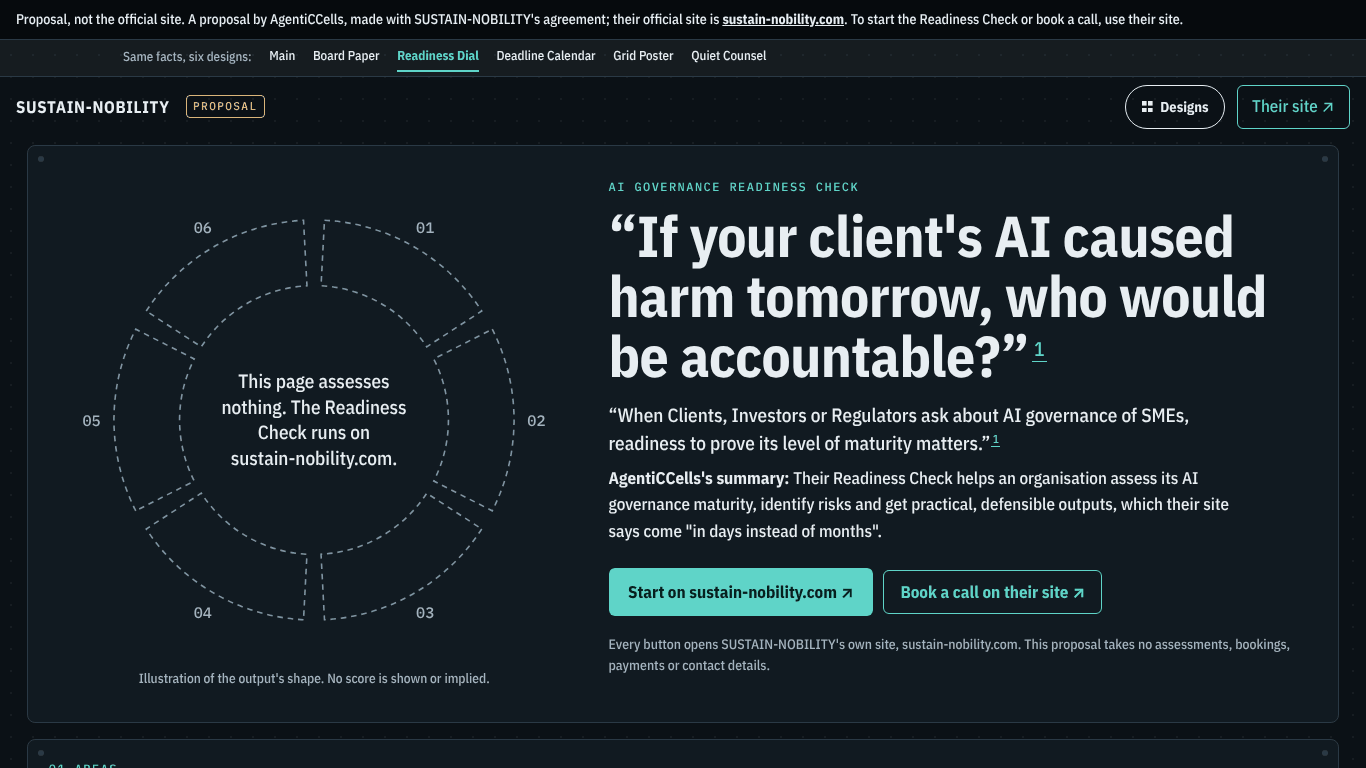 Proposal, not the official site. A proposal by AgentiCCells, made with SUSTAIN-NOBILITY's agreement; their official site is sustain-nobility.com. To start the Readiness Check or book a call, use their site.
Same facts, six designs: Main Board Paper Readiness Dial Deadline Calendar Grid Poster Quiet Counsel
SUSTAIN-NOBILITY PROPOSAL Designs Their site ↗
06 01
05 02
04 03
This page assesses
nothing. The Readiness
Check runs on
sustain-nobility.com.
Illustration of the output's shape. No score is shown or implied.
AI GOVERNANCE READINESS CHECK
“If your client's AI caused
harm tomorrow, who would
be accountable?” 1
“When Clients, Investors or Regulators ask about AI governance of SMEs,
readiness to prove its level of maturity matters.” 1
AgentiCCells's summary: Their Readiness Check helps an organisation assess its AI
governance maturity, identify risks and get practical, defensible outputs, which their site
says come "in days instead of months".
Start on sustain-nobility.com ↗ Book a call on their site ↗
Every button opens SUSTAIN-NOBILITY's own site, sustain-nobility.com. This proposal takes no assessments, bookings,
payments or contact details.
01 AREAS